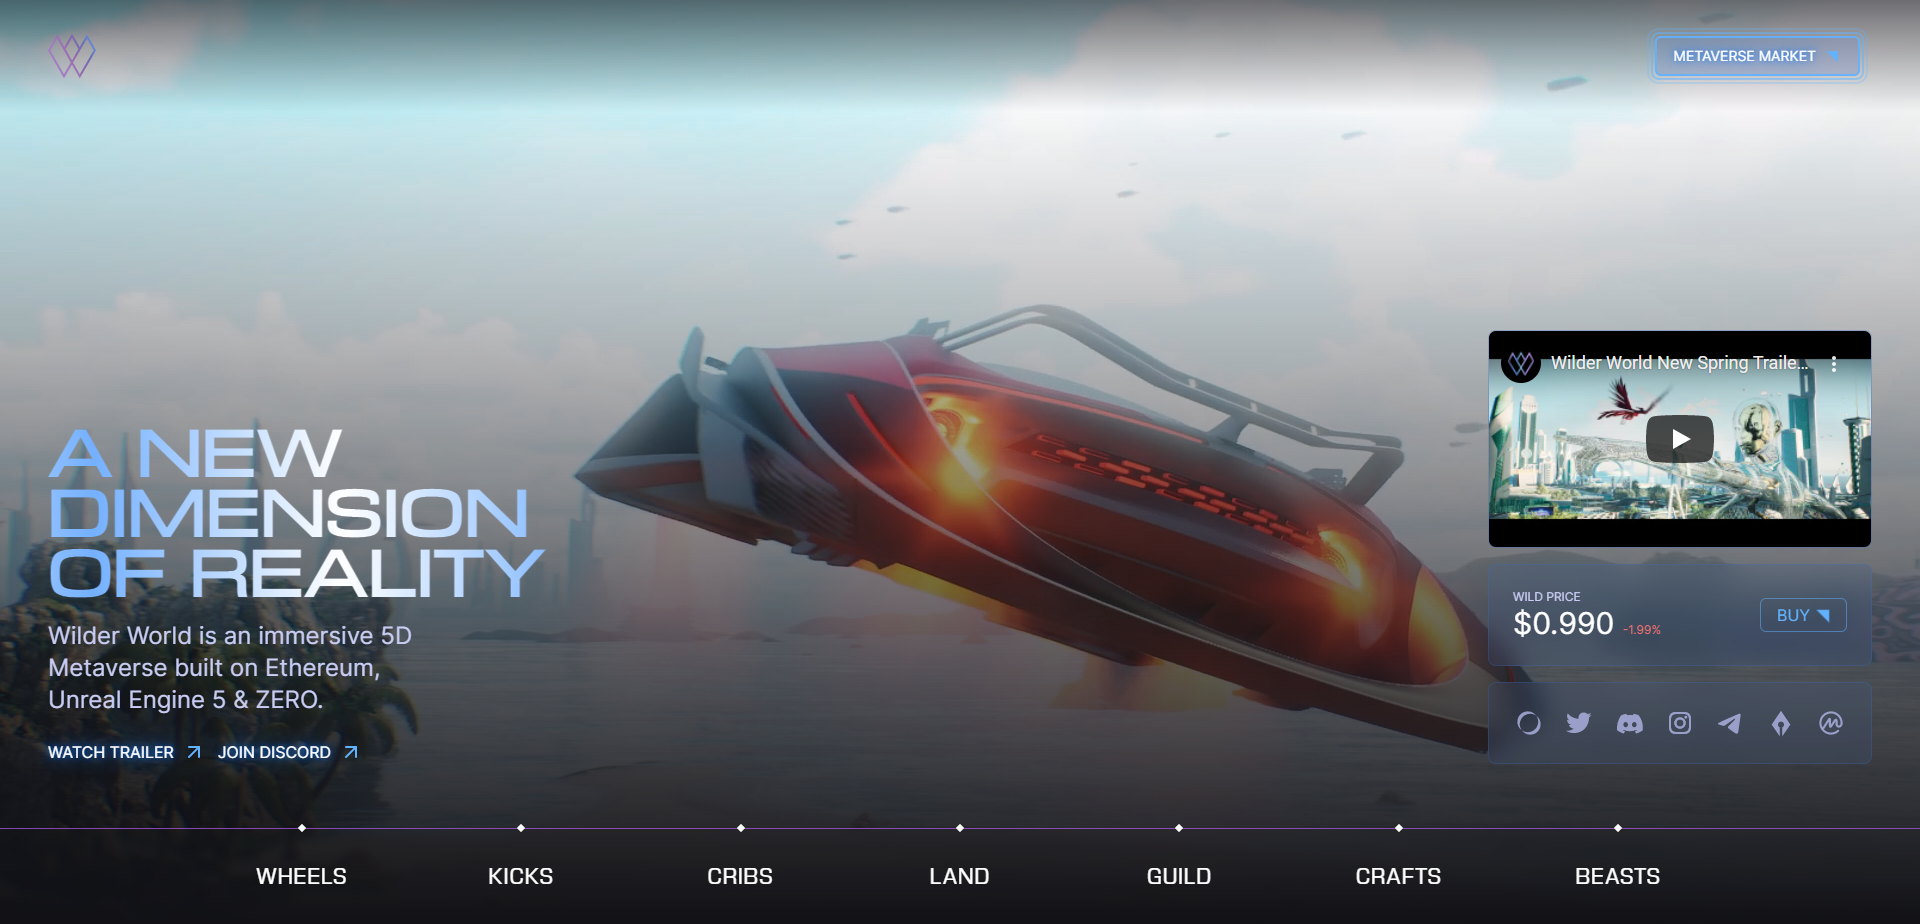 METAVERSE MARKET
Wilder World New Spring Traile...
A NEW
DIMENSION
OF REALITY
Wilder World is an immersive 5D
Metaverse built on Ethereum,
Unreal Engine 5 & ZERO.
WATCH TRAILER
JOIN DISCORD
WILD PRICE
$0.990 -1.99%
BUY
WHEELS
KICKS
CRIBS
LAND
GUILD
CRAFTS
BEASTS